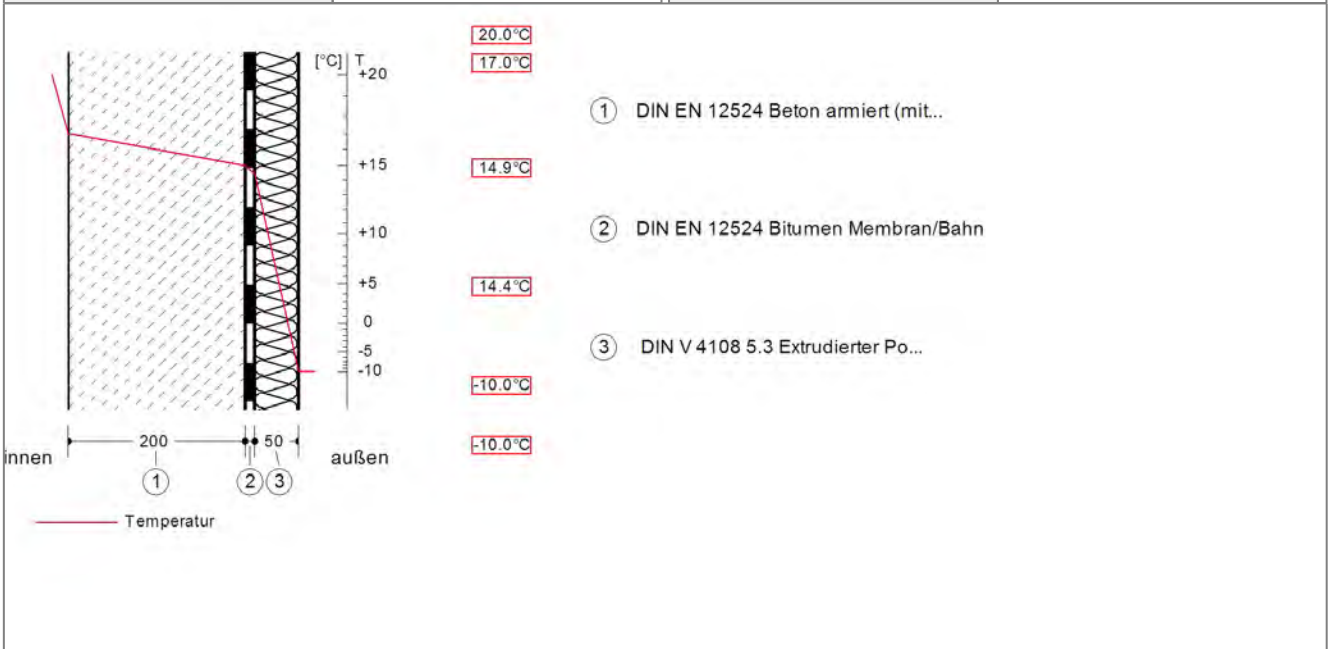 20.0°C
[°C] T
17.0°C
+20
① DIN EN 12524 Beton armiert (mit...
+15
14.9°C
② DIN EN 12524 Bitumen Membran/Bahn
+10
+5
14.4°C
0
③ DIN V 4108 5.3 Extrudierter Po...
-5
-10
-10.0°C
200
50
-10.0°C
innen
außen
① ② ③
Temperatur